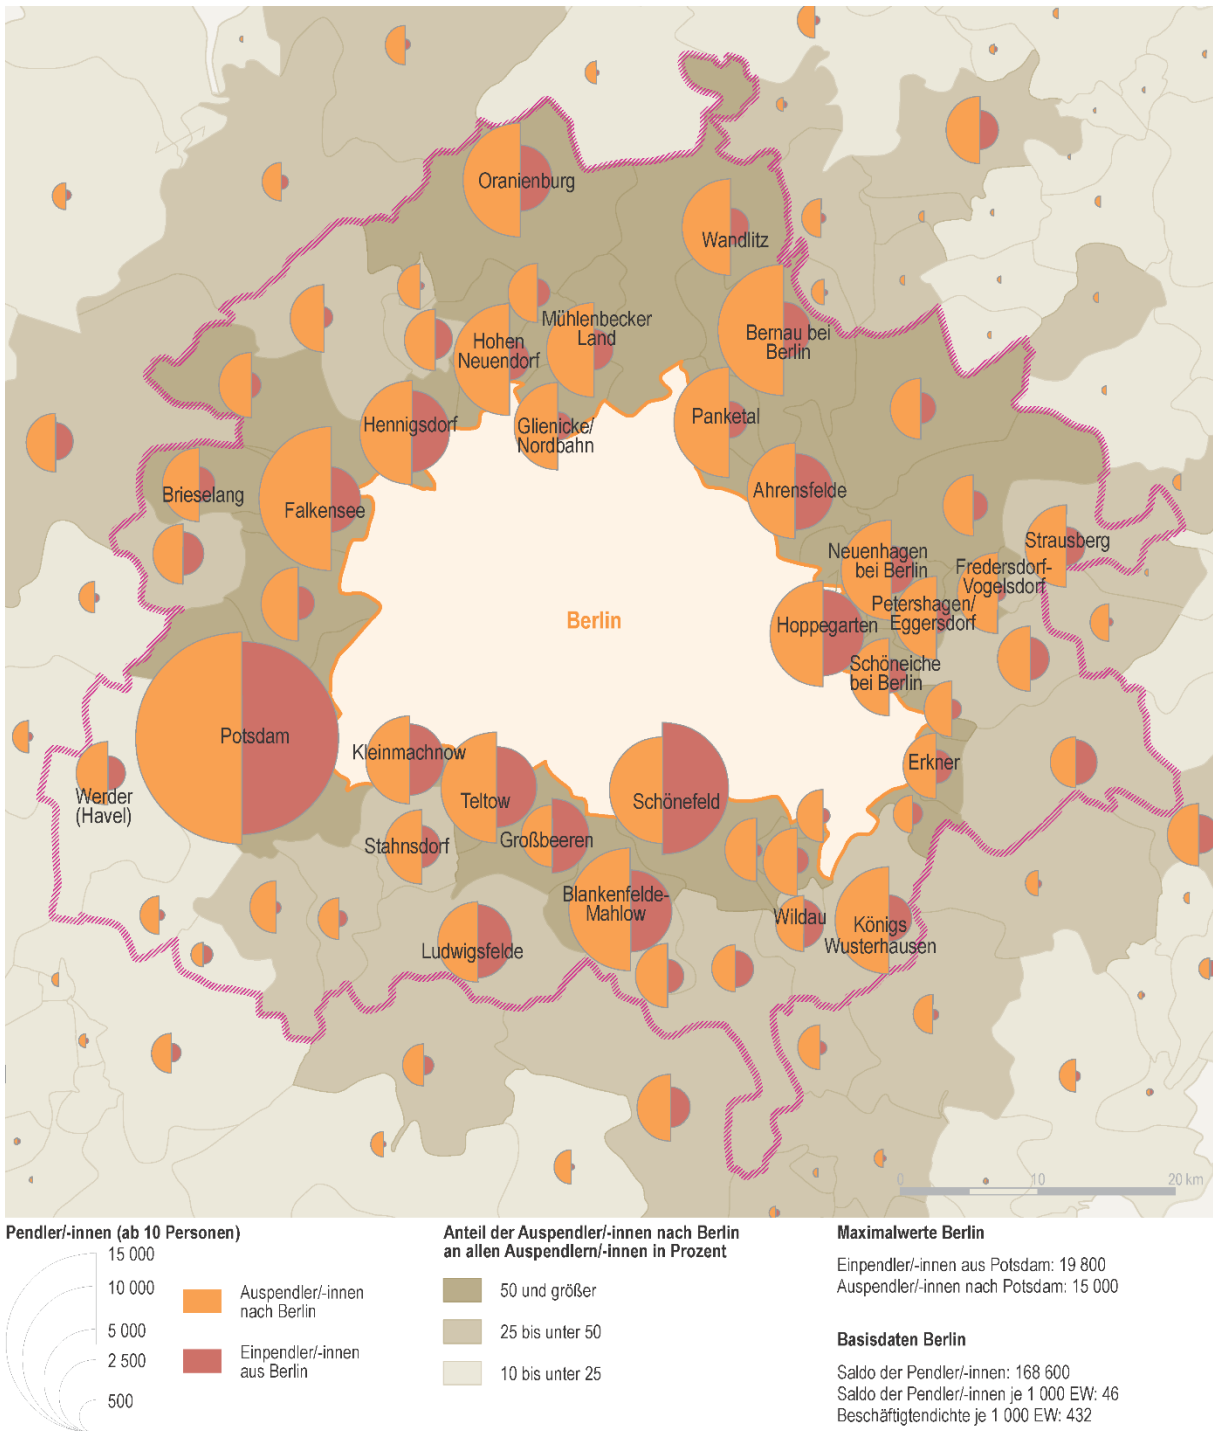 Oranienburg
Wandlitz
Mühlenbecker
Land
Hohen
Neuendorf
Bernau bei
Berlin
Hennigsdorf
Glienicke/
Nordbahn
Panketal
Brieselang
Falkensee
Ahrensfelde
Strausberg
Neuenhagen
bei Berlin
Fredersdorf-
Vogelsdorf
Petershagen/
Eggersdorf
Berlin
Hoppegarten
Schöneiche
bei Berlin
Potsdam
Kleinmachnow
Erkner
Werder
(Havel)
Teltow
Schönefeld
Stahnsdorf
Großbeeren
Blankenfelde-
Mahlow
Wildau
Königs
Wusterhausen
Ludwigsfelde
0 10 20 km
Pendler/-innen (ab 10 Personen)
15 000
10 000
5 000
2 500
500
Auspendler/-innen
nach Berlin
Einpendler/-innen
aus Berlin
Anteil der Auspendler/-innen nach Berlin
an allen Auspendlern/-innen in Prozent
50 und größer
25 bis unter 50
10 bis unter 25
Maximalwerte Berlin
Einpendler/-innen aus Potsdam: 19 800
Auspendler/-innen nach Potsdam: 15 000
Basisdaten Berlin
Saldo der Pendler/-innen: 168 600
Saldo der Pendler/-innen je 1 000 EW: 46
Beschäftigtendichte je 1 000 EW: 432